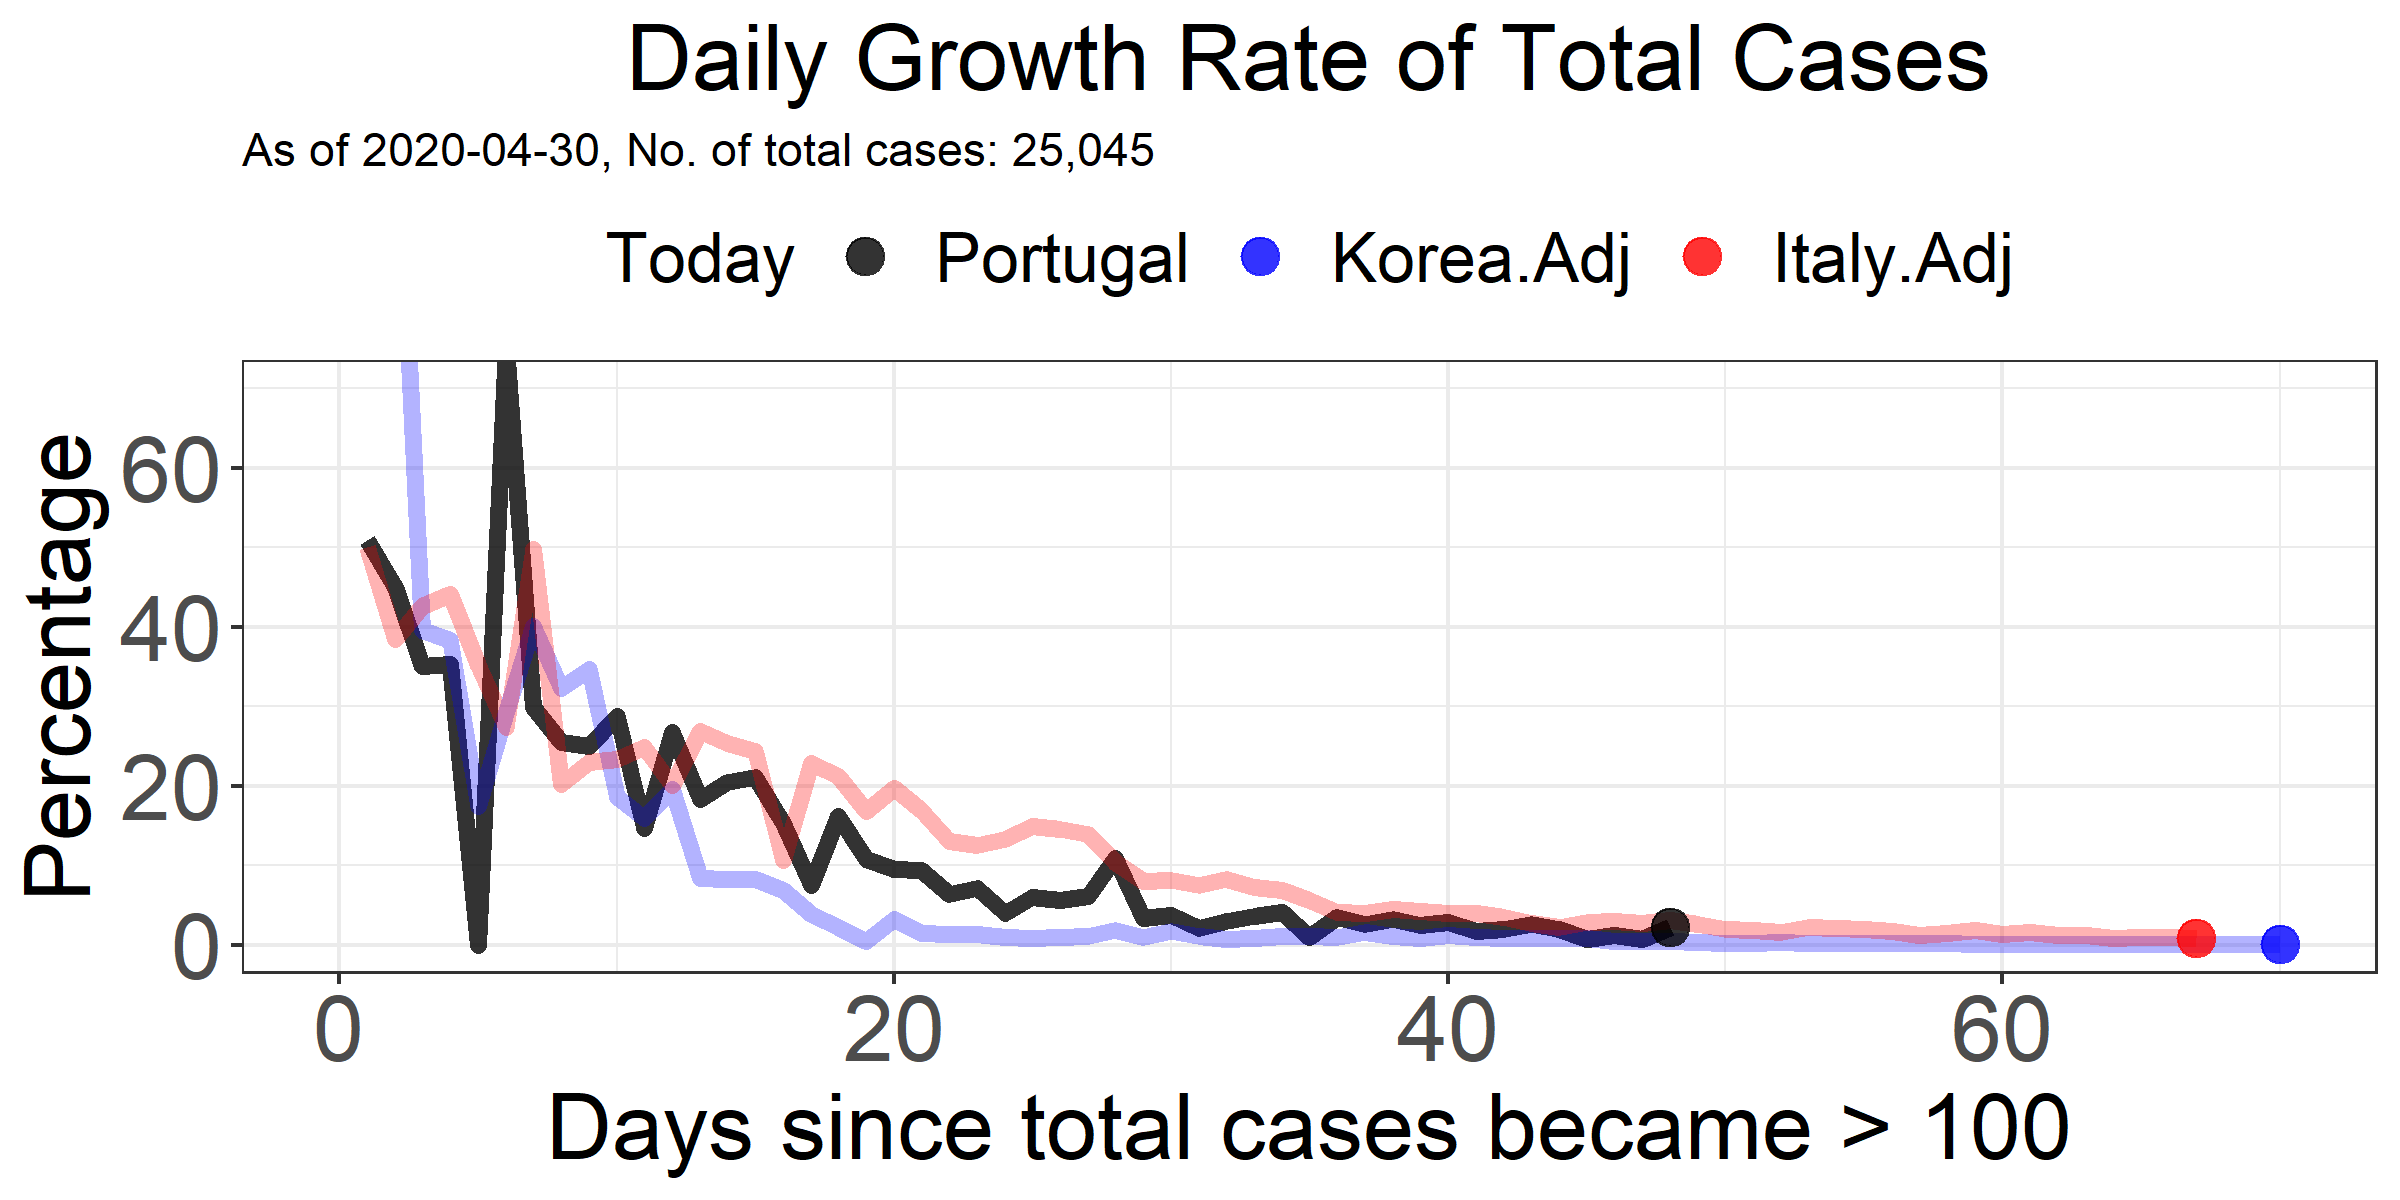 Daily Growth Rate of Total Cases
As of 2020-04-30, No. of total cases: 25,045
Today Portugal Korea.Adj Italy.Adj
Percentage
60
40
20
0
0 20 40 60
Days since total cases became > 100